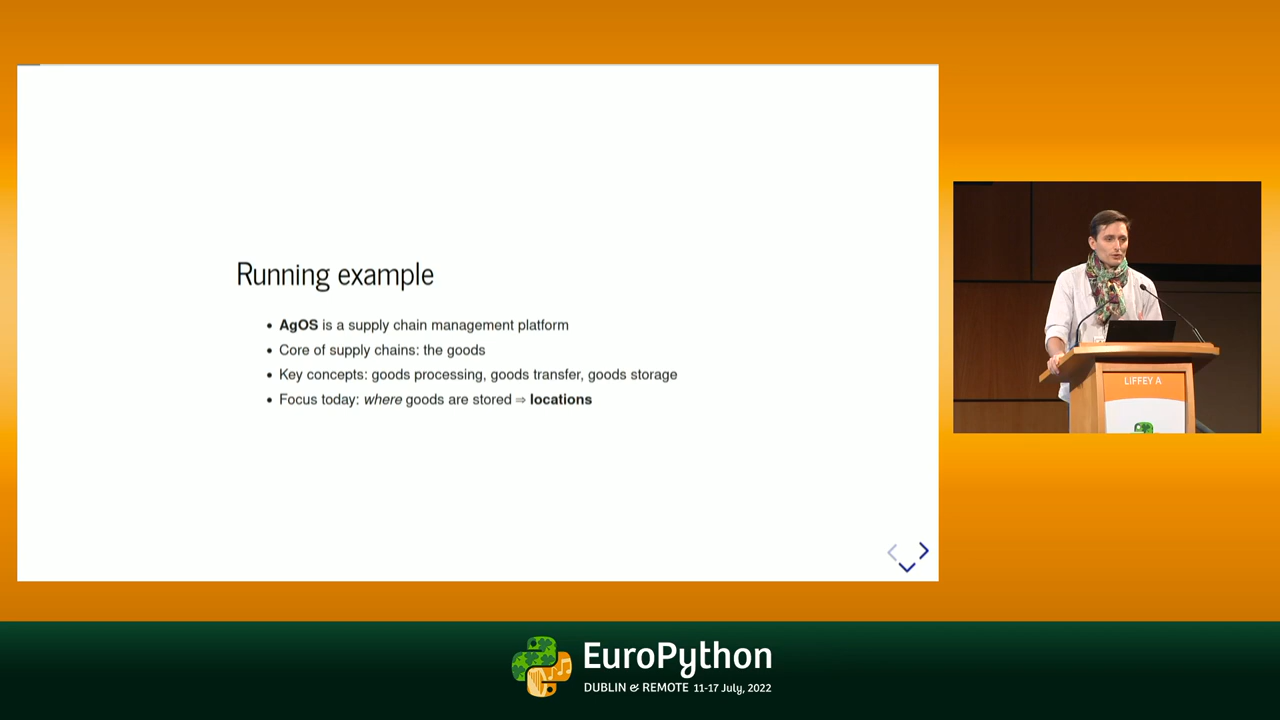 Running example
• AgOS is a supply chain management platform
• Core of supply chains: the goods
• Key concepts: goods processing, goods transfer, goods storage
• Focus today: where goods are stored ⇒ locations
LIFFEY A
EuroPython
DUBLIN & REMOTE 11-17 July, 2022